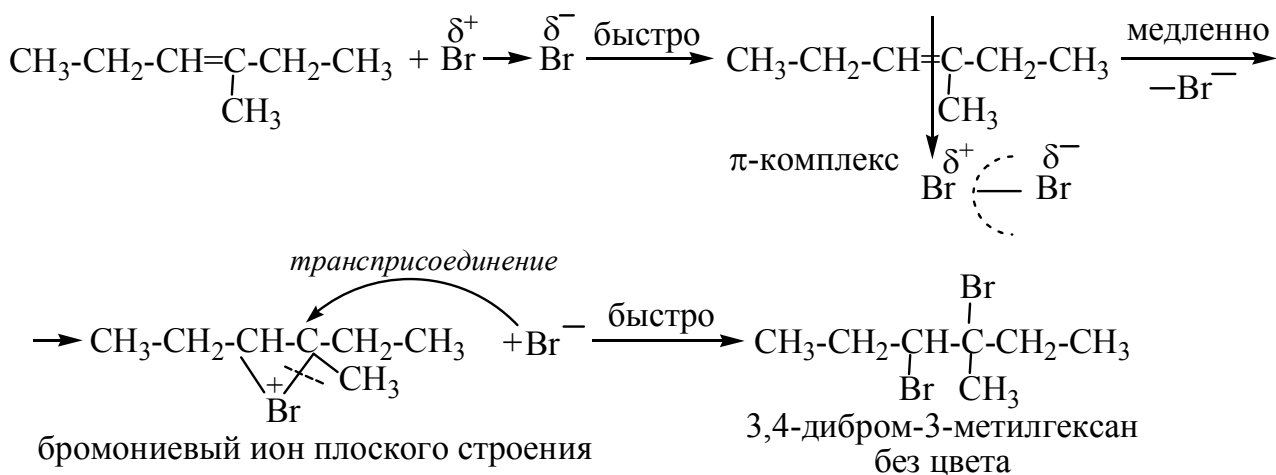 δ⁺ δ⁻
CH₃-CH₂-CH=C-CH₂-CH₃ + Br → Br быстро CH₃-CH₂-CH=C-CH₂-CH₃ медленно
CH₃ CH₃ −Br⁻
π-комплекс δ⁺ δ⁻
Br — Br
трансприсоединение
Br
CH₃-CH₂-CH-C-CH₂-CH₃ +Br⁻ быстро CH₃-CH₂-CH-C-CH₂-CH₃
+ CH₃ Br CH₃
Br
бромониевый ион плоского строения 3,4-дибром-3-метилгексан
без цвета